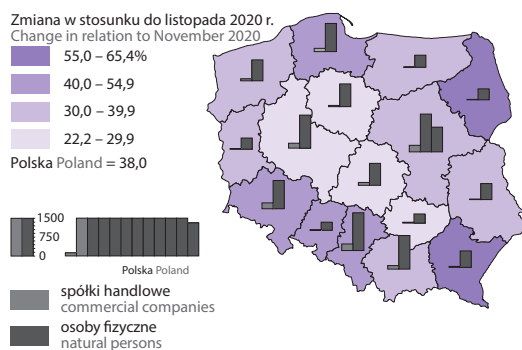 Zmiana w stosunku do listopada 2020 r.
Change in relation to November 2020
55,0 – 65,4%
40,0 – 54,9
30,0 – 39,9
22,2 – 29,9
Polska Poland = 38,0
1500
750
0
Polska Poland
spółki handlowe
commercial companies
osoby fizyczne
natural persons